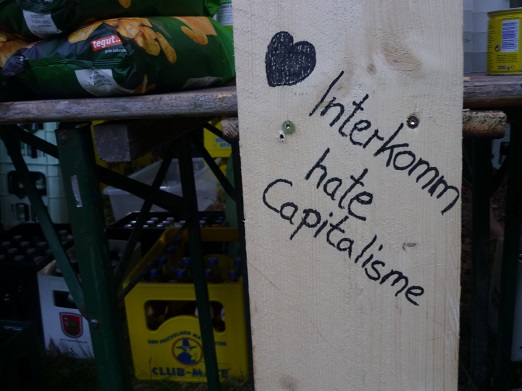 tegut...
Interkomm
hate
Capitalisme
CLUB-MATE